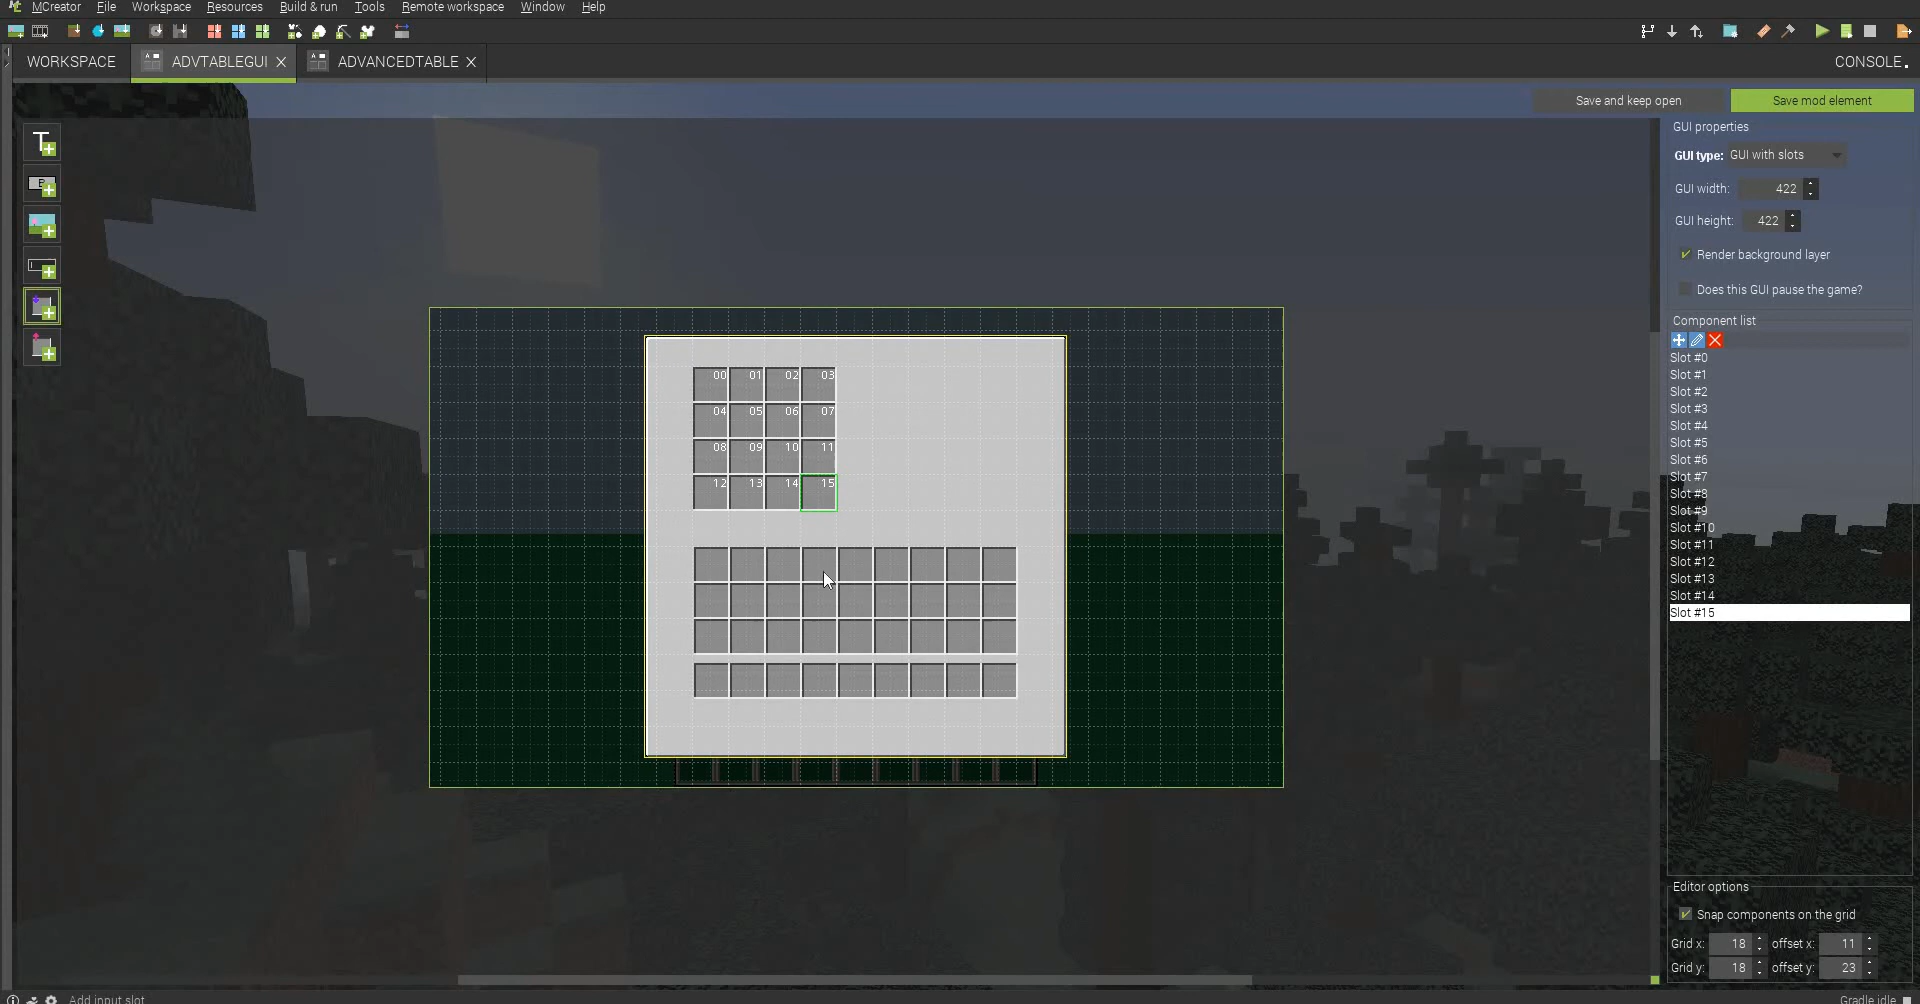 MCreator File Workspace Resources Build & run Tools Remote workspace Window Help
WORKSPACE ADVTABLEGUI ADVANCEDTABLE CONSOLE
Save and keep open Save mod element
GUI properties
GUI type: GUI with slots
GUI width: 422
GUI height: 422
Render background layer
Does this GUI pause the game?
Component list
Slot #0
Slot #1
Slot #2
Slot #3
Slot #4
Slot #5
Slot #6
Slot #7
Slot #8
Slot #9
Slot #10
Slot #11
Slot #12
Slot #13
Slot #14
Slot #15
00 01 02 03
04 05 06 07
08 09 10 11
12 13 14 15
Editor options
Snap components on the grid
Grid x: 18 offset x: 11
Grid y: 18 offset y: 23
Add input slot Gradle idle